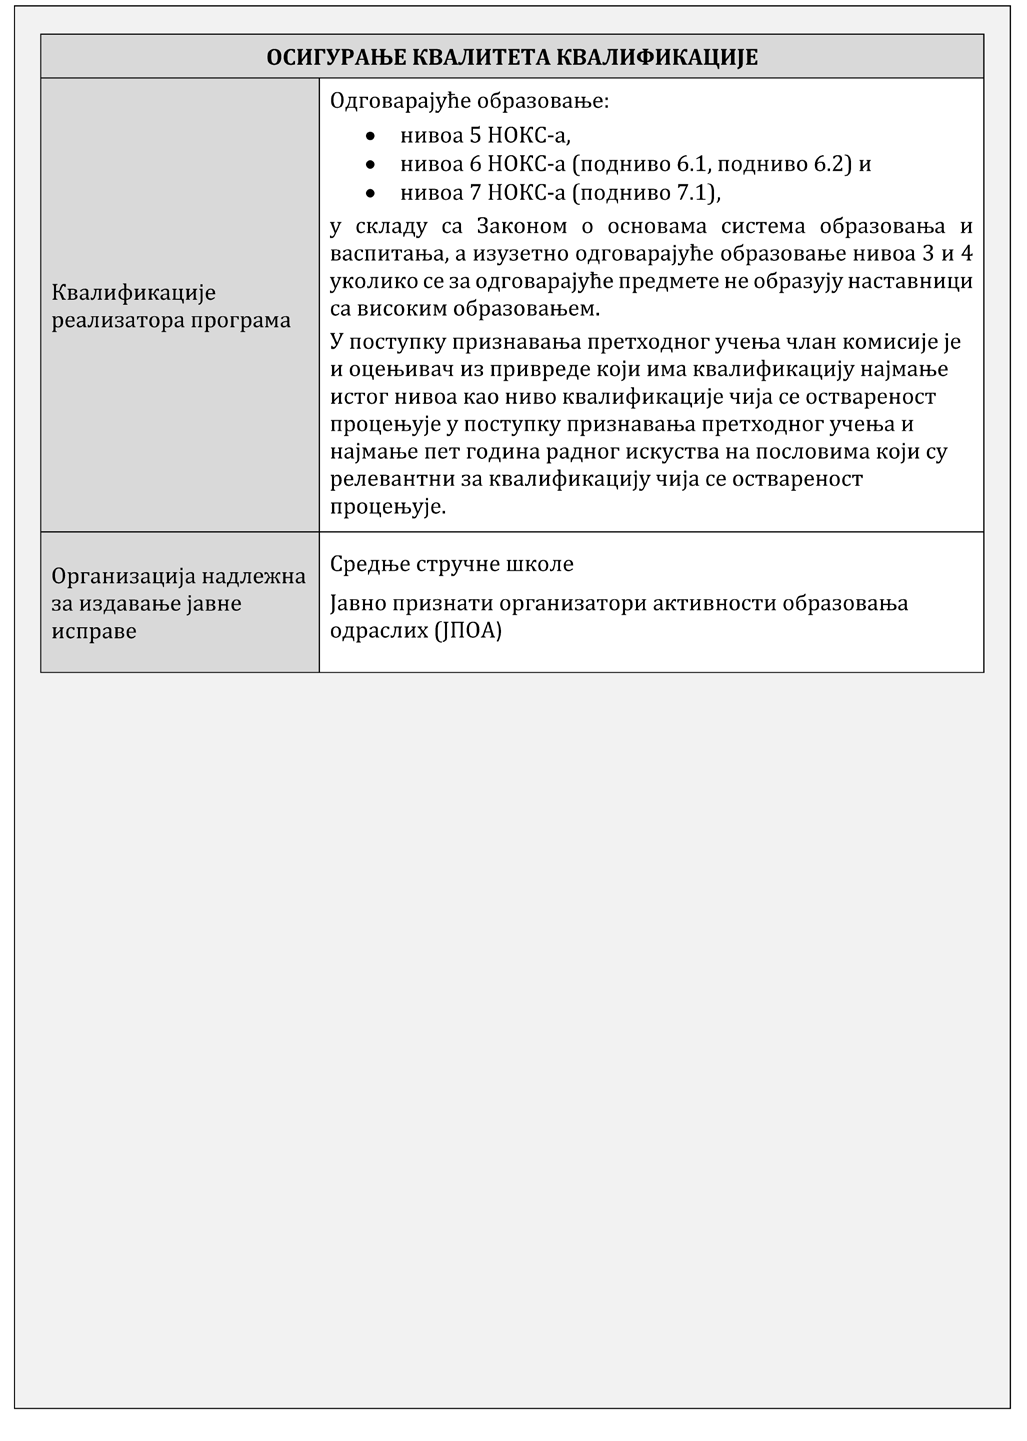 ОСИГУРАЊЕ КВАЛИТЕТА КВАЛИФИКАЦИЈЕ
Квалификације
реализатора програма
Одговарајуће образовање:
• нивоа 5 НОКС-а,
• нивоа 6 НОКС-а (подниво 6.1, подниво 6.2) и
• нивоа 7 НОКС-а (подниво 7.1),
у складу са Законом о основама система образовања и
васпитања, а изузетно одговарајуће образовање нивоа 3 и 4
уколико се за одговарајуће предмете не образују наставници
са високим образовањем.
У поступку признавања претходног учења члан комисије је
и оцењивач из привреде који има квалификацију најмање
истог нивоа као ниво квалификације чија се оствареност
процењује у поступку признавања претходног учења и
најмање пет година радног искуства на пословима који су
релевантни за квалификацију чија се оствареност
процењује.
Организација надлежна
за издавање јавне
исправе
Средње стручне школе
Јавно признати организатори активности образовања
одраслих (ЈПОА)